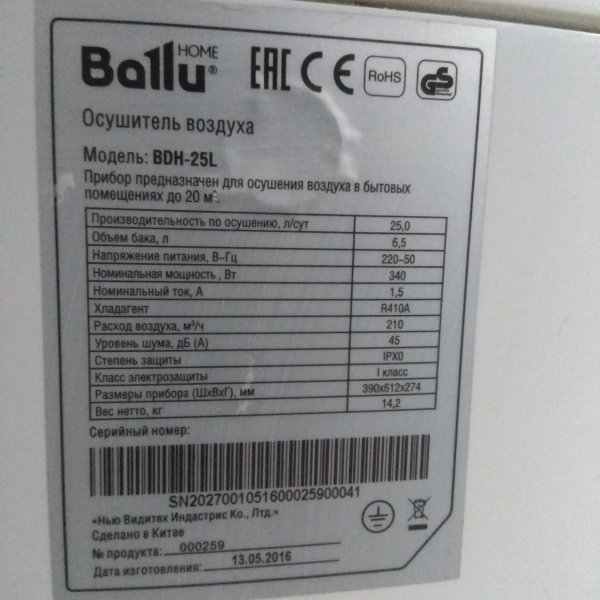 Ballu® HOME EAC CE RoHS GS
Осушитель воздуха
Модель: BDH-25L
Прибор предназначен для осушения воздуха в бытовых
помещениях до 20 м².
Производительность по осушению, л/сут 25,0
Объем бака, л 6,5
Напряжение питания, В~Гц 220~50
Номинальная мощность , Вт 340
Номинальный ток, А 1,5
Хладагент R410A
Расход воздуха, м³/ч 210
Уровень шума, дБ (А) 45
Степень защиты IPX0
Класс электрозащиты I класс
Размеры прибора (ШхВхГ), мм 390x612x274
Вес нетто, кг 14,2
Серийный номер:
SN2027001051600025900041
«Нью Видитех Индастрис Ко., Лтд.»
Сделано в Китае
№ продукта: 000259
Дата изготовления: 13.05.2016